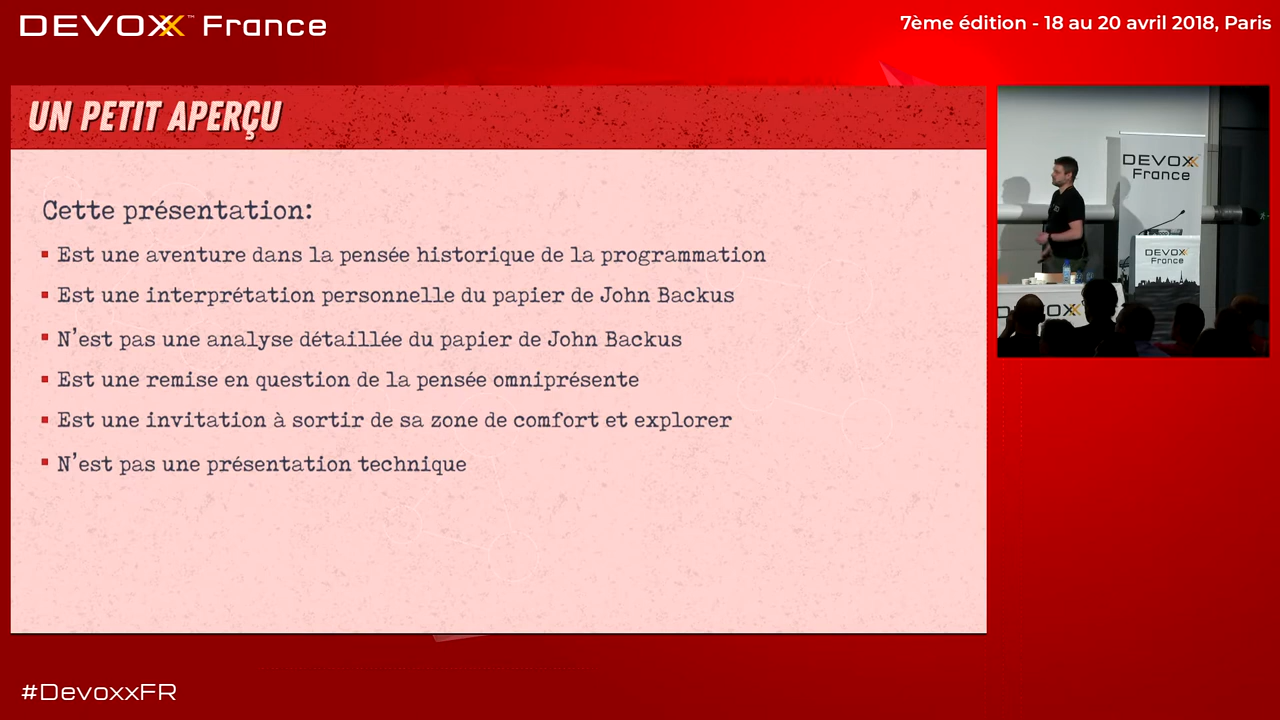 DEVOXX™ France
7ème édition - 18 au 20 avril 2018, Paris
UN PETIT APERÇU
Cette présentation:
Est une aventure dans la pensée historique de la programmation
Est une interprétation personnelle du papier de John Backus
N'est pas une analyse détaillée du papier de John Backus
Est une remise en question de la pensée omniprésente
Est une invitation à sortir de sa zone de comfort et explorer
N'est pas une présentation technique
DEVOXX
France
DEVOXX
France
#DevoxxFR